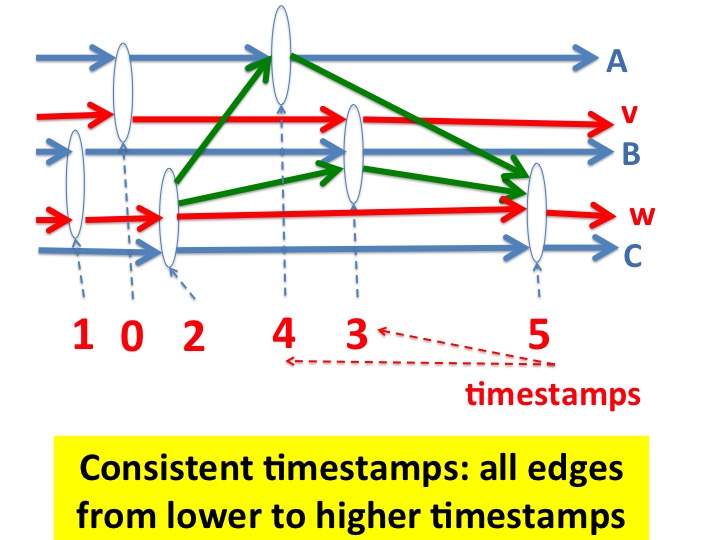 A
v
B
w
C
1 0 2 4 3 5
timestamps
Consistent timestamps: all edges
from lower to higher timestamps